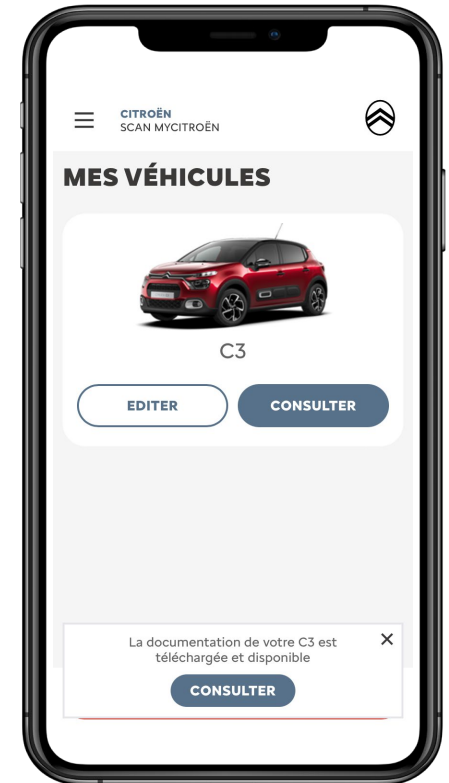 CITROËN
SCAN MYCITROËN
MES VÉHICULES
C3
EDITER
CONSULTER
La documentation de votre C3 est
téléchargée et disponible
CONSULTER